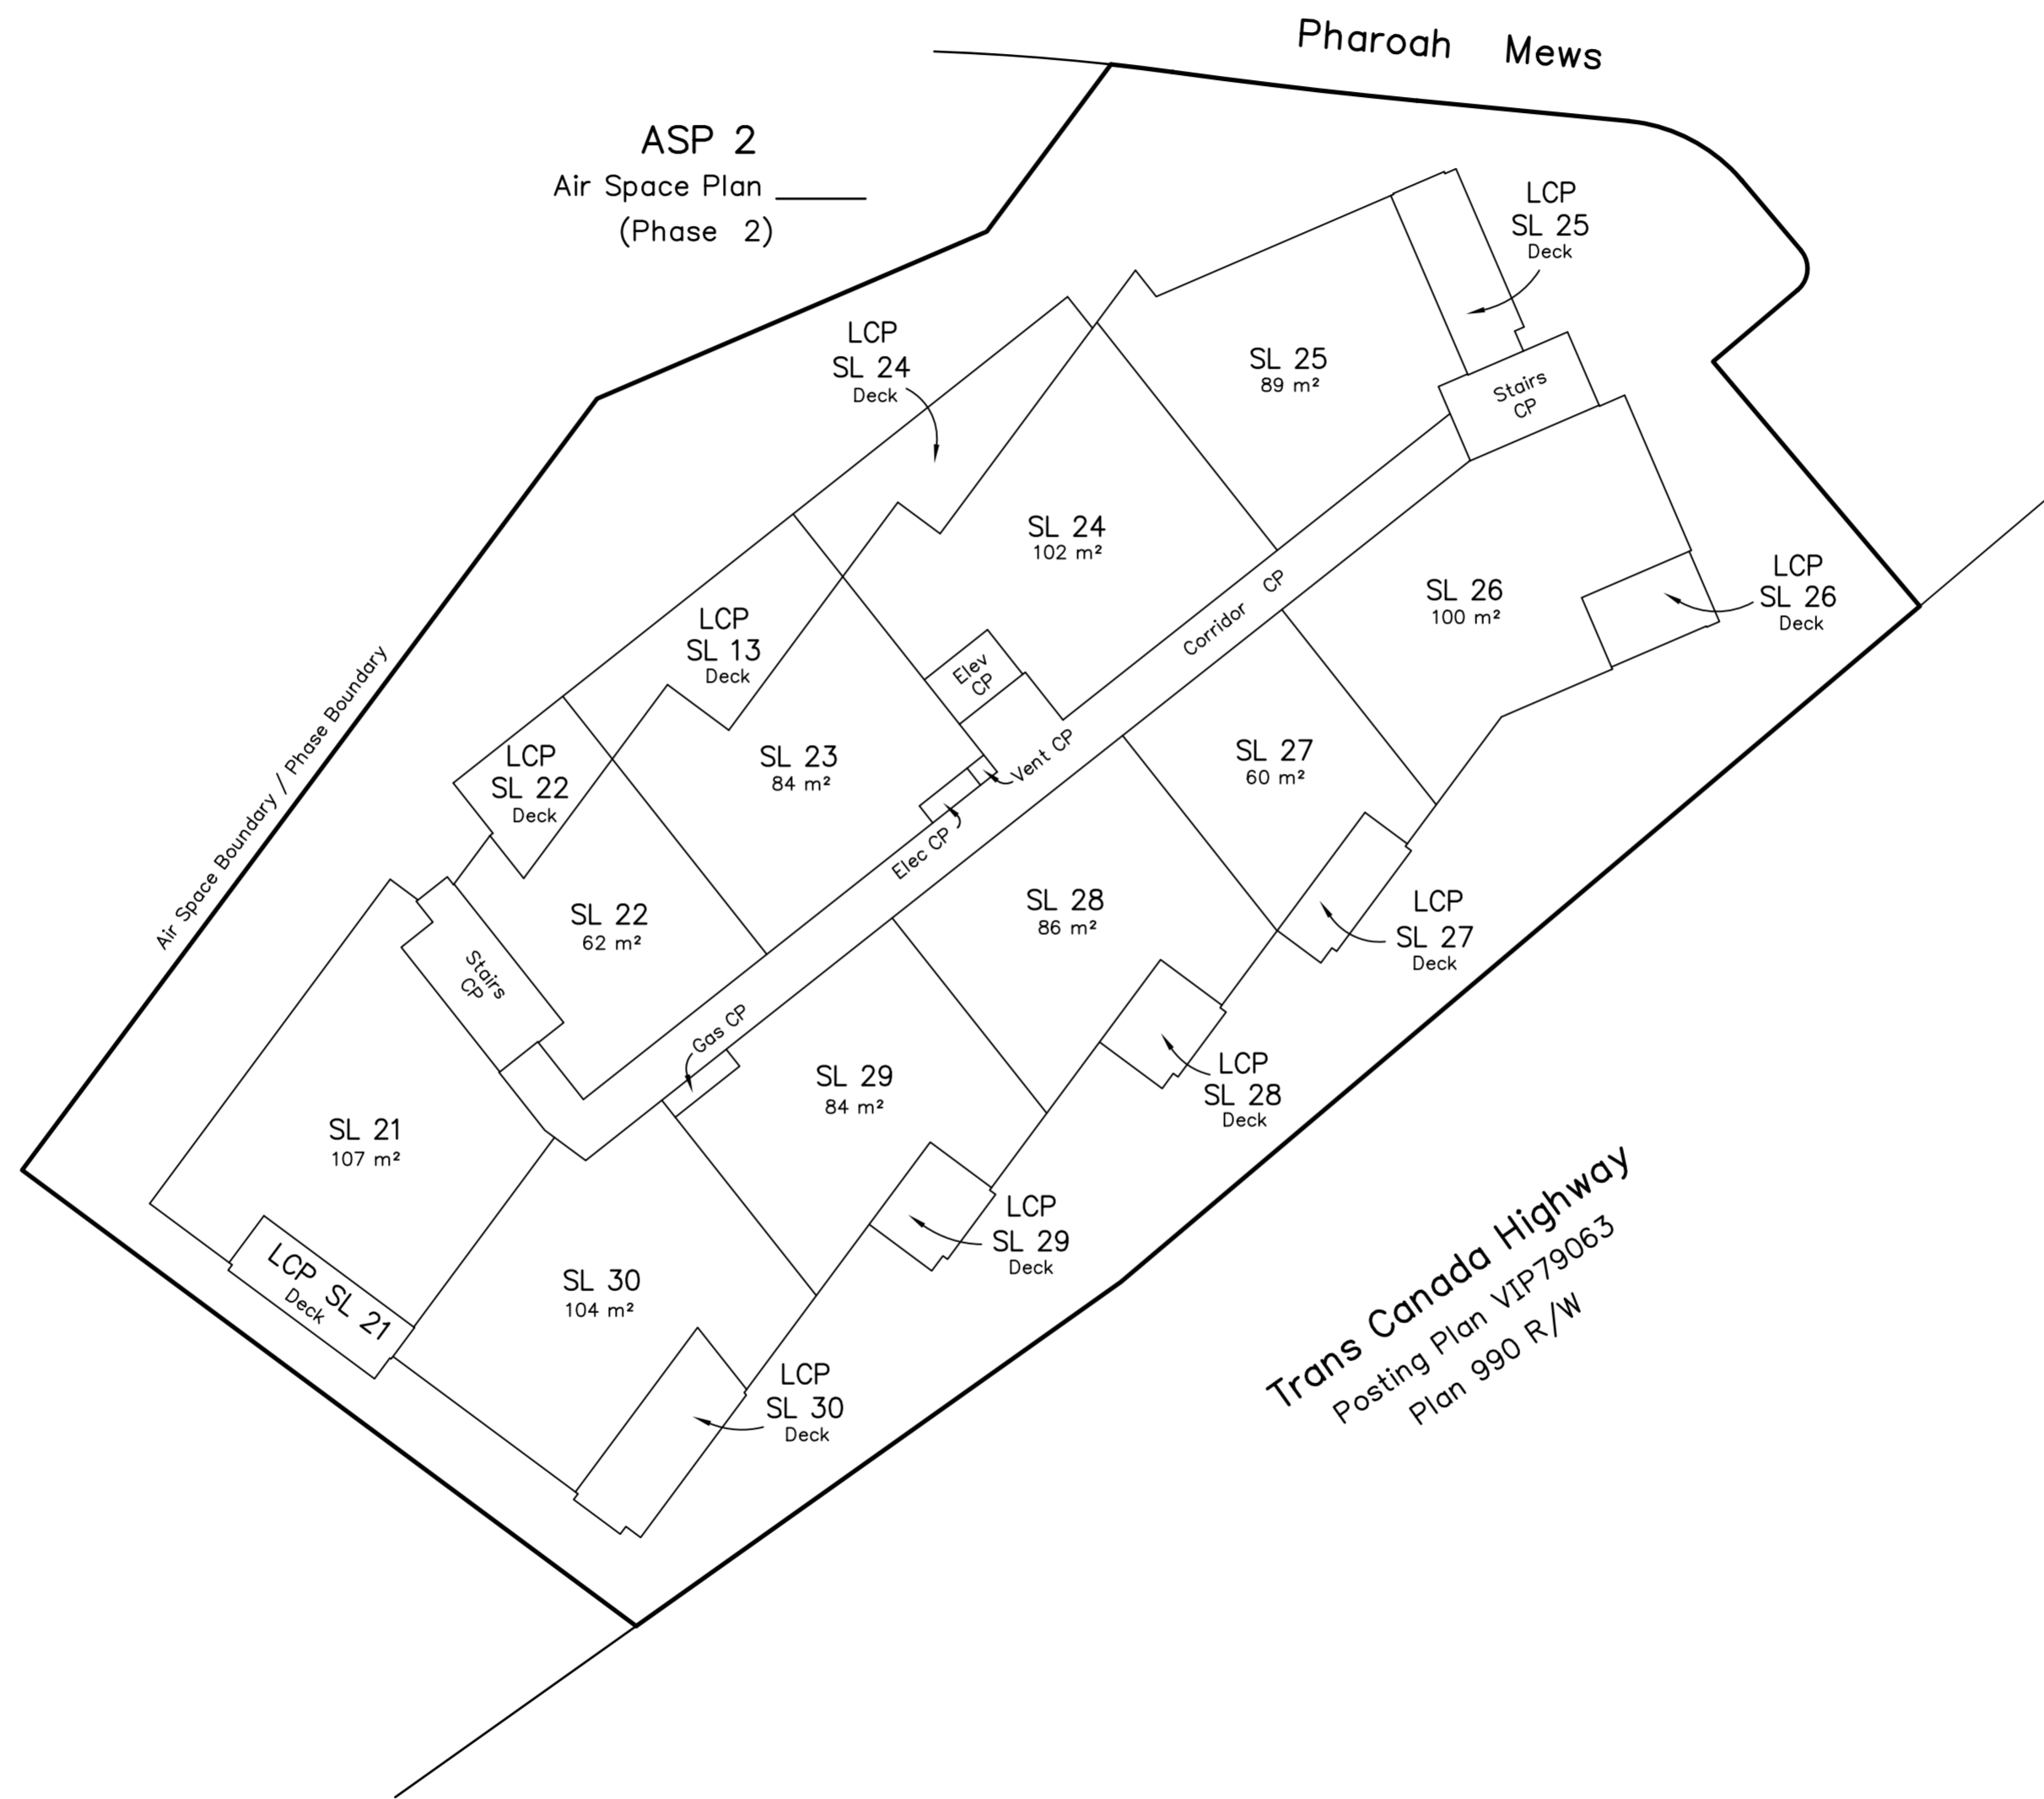 Pharoah Mews
ASP 2
Air Space Plan
(Phase 2)
LCP
SL 25
Deck
LCP
SL 24
Deck
SL 25
89 m²
Stairs
CP
SL 24
102 m²
Corridor CP
SL 26
100 m²
LCP
SL 26
Deck
LCP
SL 13
Deck
Elev
CP
Air Space Boundary / Phase Boundary
LCP
SL 22
Deck
SL 23
84 m²
Vent CP
SL 27
60 m²
Elec CP
SL 22
62 m²
SL 28
86 m²
LCP
SL 27
Deck
Stairs
CP
Gas CP
LCP
SL 28
Deck
SL 21
107 m²
SL 29
84 m²
LCP
SL 29
Deck
LCP SL 21
Deck
SL 30
104 m²
LCP
SL 30
Deck
Trans Canada Highway
Posting Plan VIP79063
Plan 990 R/W